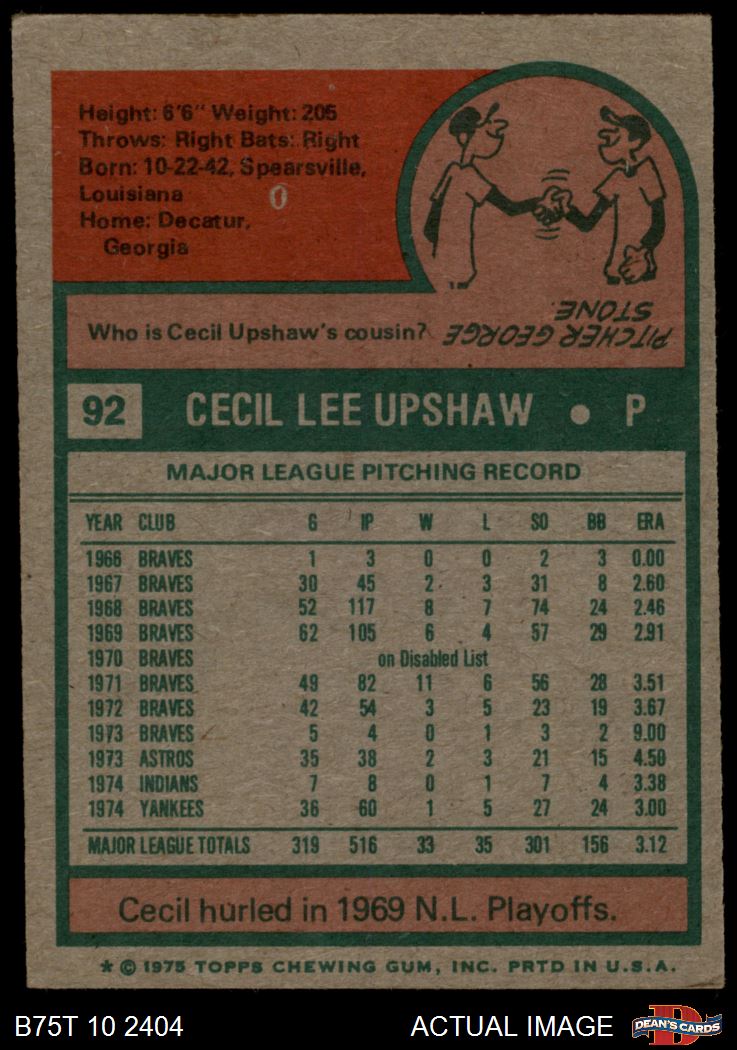 Height: 6'6" Weight: 205
Throws: Right Bats: Right
Born: 10-22-42, Spearsville,
Louisiana
Home: Decatur,
Georgia
Who is Cecil Upshaw's cousin?
PITCHER GEORGE
STONE.
92 CECIL LEE UPSHAW • P
MAJOR LEAGUE PITCHING RECORD
YEAR CLUB G IP W L SO BB ERA
1966 BRAVES 1 3 0 0 2 3 0.00
1967 BRAVES 30 45 2 3 31 8 2.60
1968 BRAVES 52 117 8 7 74 24 2.46
1969 BRAVES 62 105 6 4 57 29 2.91
1970 BRAVES on Disabled List
1971 BRAVES 49 82 11 6 56 28 3.51
1972 BRAVES 42 54 3 5 23 19 3.67
1973 BRAVES 5 4 0 1 3 2 9.00
1973 ASTROS 35 38 2 3 21 15 4.50
1974 INDIANS 7 8 0 1 7 4 3.38
1974 YANKEES 36 60 1 5 27 24 3.00
MAJOR LEAGUE TOTALS 319 516 33 35 301 156 3.12
Cecil hurled in 1969 N.L. Playoffs.
* © 1975 TOPPS CHEWING GUM, INC. PRTD IN U.S.A.
B75T 10 2404 ACTUAL IMAGE
D
DEAN'S CARDS